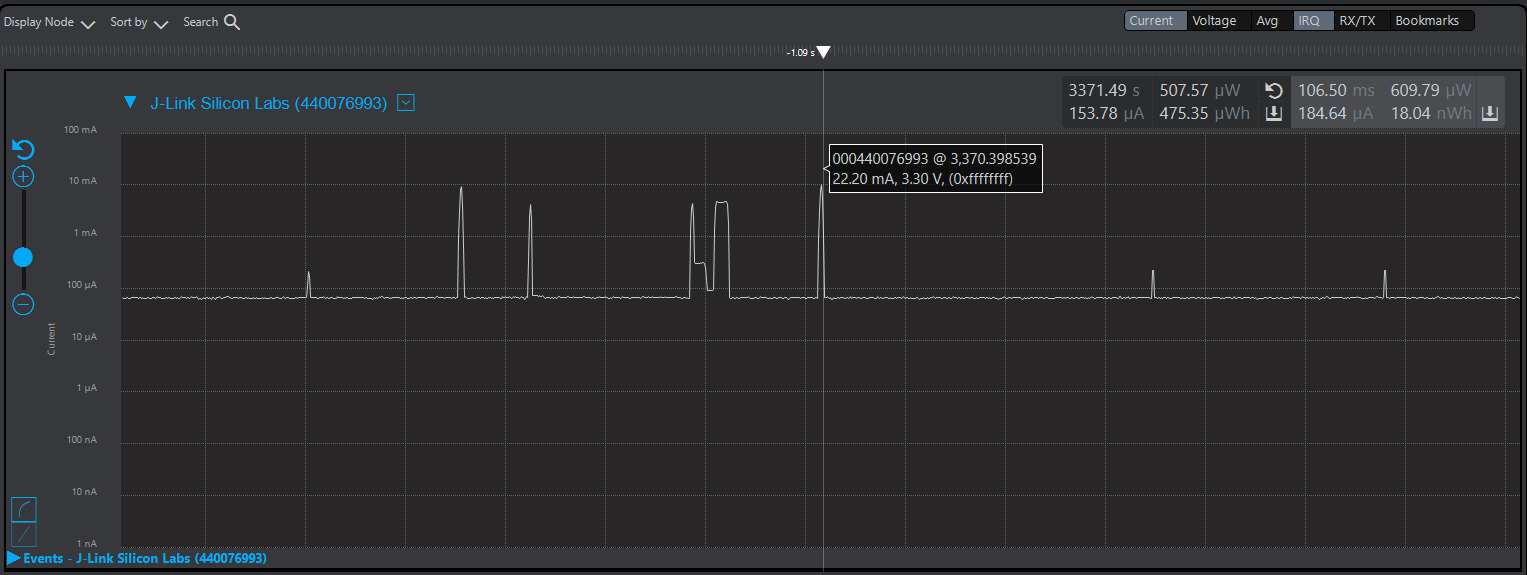 Display Node Sort by Search Current Voltage Avg IRQ RX/TX Bookmarks
-1.09 s
J-Link Silicon Labs (440076993)
3371.49 s 507.57 µW 106.50 ms 609.79 µW
153.78 µA 475.35 µWh 184.64 µA 18.04 nWh
100 mA
000440076993 @ 3,370.398539
22.20 mA, 3.30 V, (0xffffffff)
10 mA
1 mA
100 µA
10 µA
Current
1 µA
100 nA
10 nA
1 nA
Events - J-Link Silicon Labs (440076993)